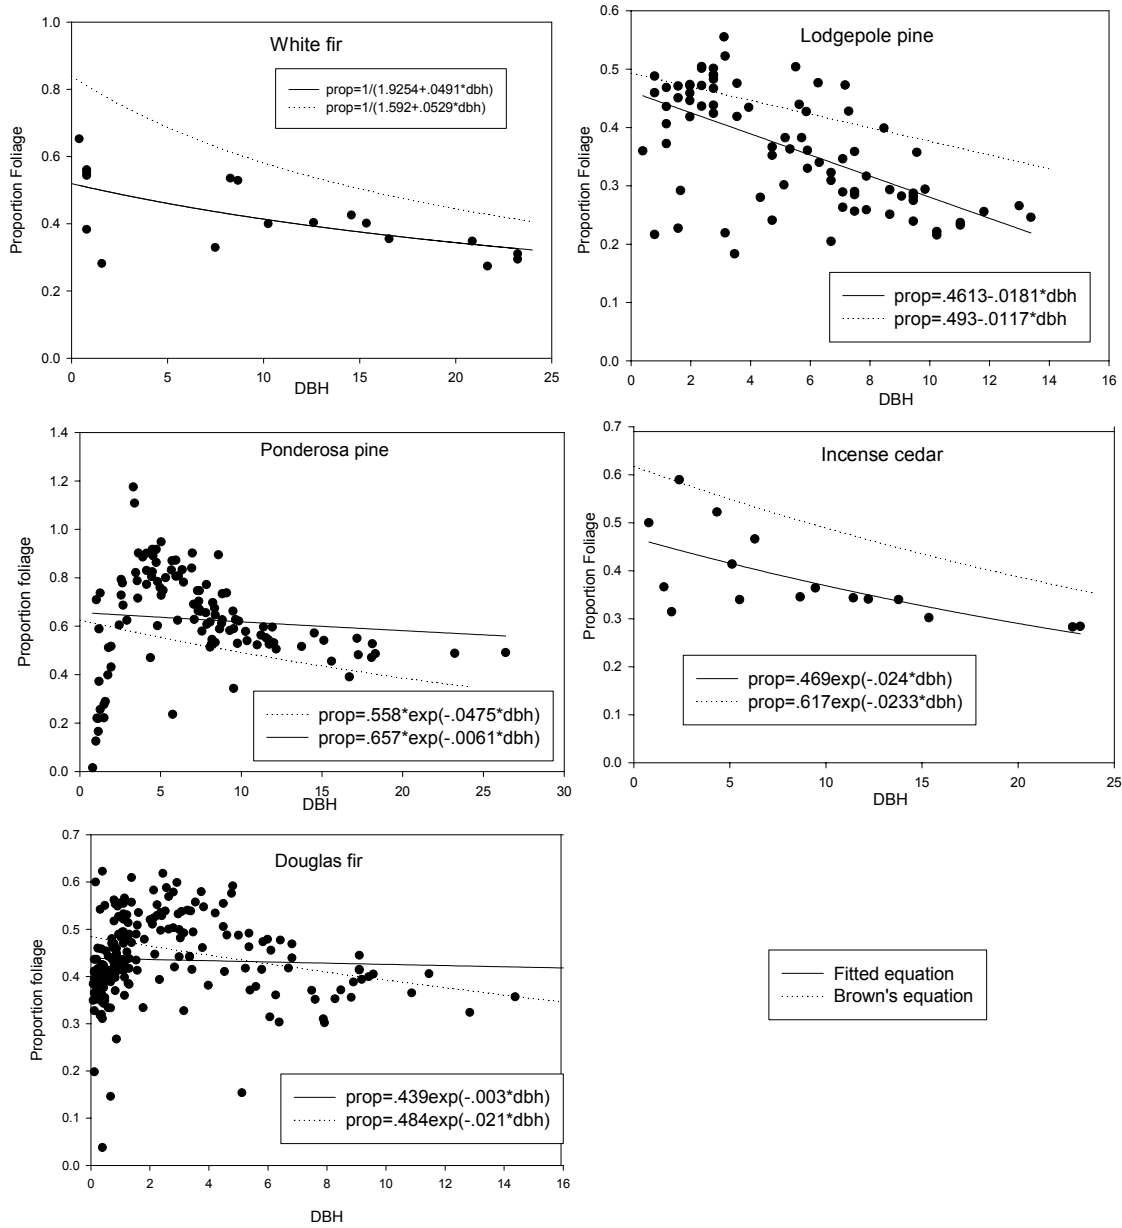 White fir
prop=1/(1.9254+.0491*dbh)
prop=1/(1.592+.0529*dbh)
Proportion Foliage
1.0
0.8
0.6
0.4
0.2
0.0
0 5 10 15 20 25
DBH
Lodgepole pine
Proportion Foliage
0.6
0.5
0.4
0.3
0.2
0.1
0.0
prop=.4613-.0181*dbh
prop=.493-.0117*dbh
0 2 4 6 8 10 12 14 16
DBH
Ponderosa pine
Proportion foliage
1.4
1.2
1.0
0.8
0.6
0.4
0.2
0.0
prop=.558*exp(-.0475*dbh)
prop=.657*exp(-.0061*dbh)
0 5 10 15 20 25 30
DBH
Incense cedar
Proportion Foliage
0.7
0.6
0.5
0.4
0.3
0.2
0.1
0.0
prop=.469exp(-.024*dbh)
prop=.617exp(-.0233*dbh)
0 5 10 15 20 25
DBH
Douglas fir
Proportion foliage
0.7
0.6
0.5
0.4
0.3
0.2
0.1
0.0
prop=.439exp(-.003*dbh)
prop=.484exp(-.021*dbh)
0 2 4 6 8 10 12 14 16
DBH
Fitted equation
Brown's equation